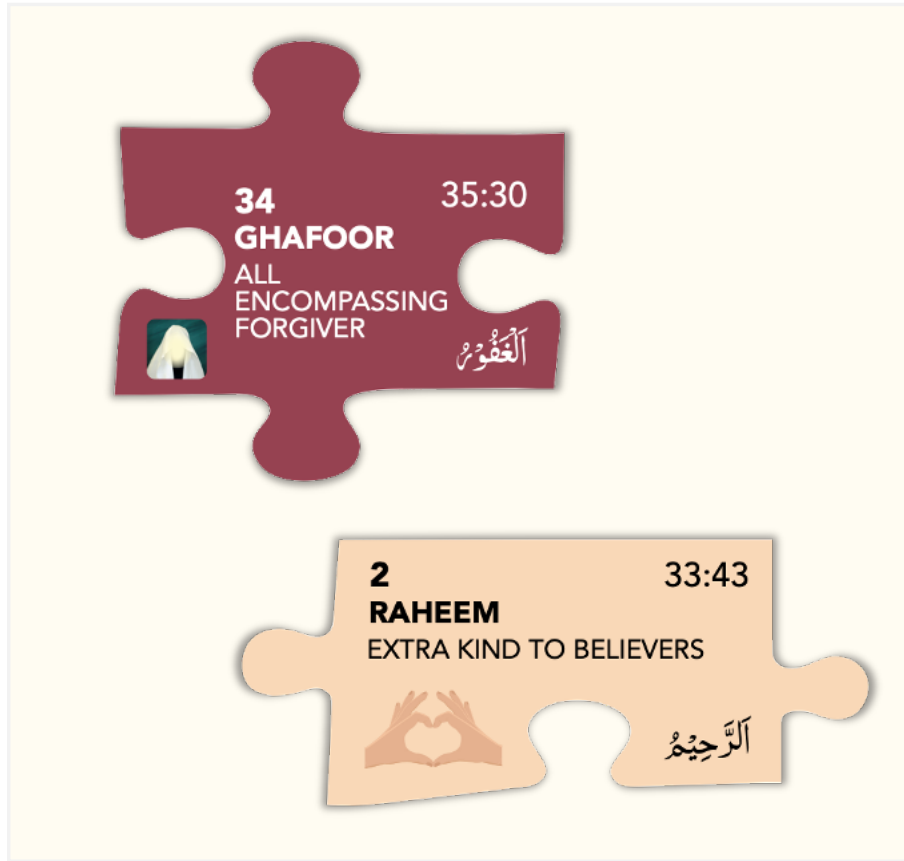 34
35:30
GHAFOOR
ALL
ENCOMPASSING
FORGIVER
اَلْغَفُوْرُ
2
33:43
RAHEEM
EXTRA KIND TO BELIEVERS
اَلرَّحِيْمُ